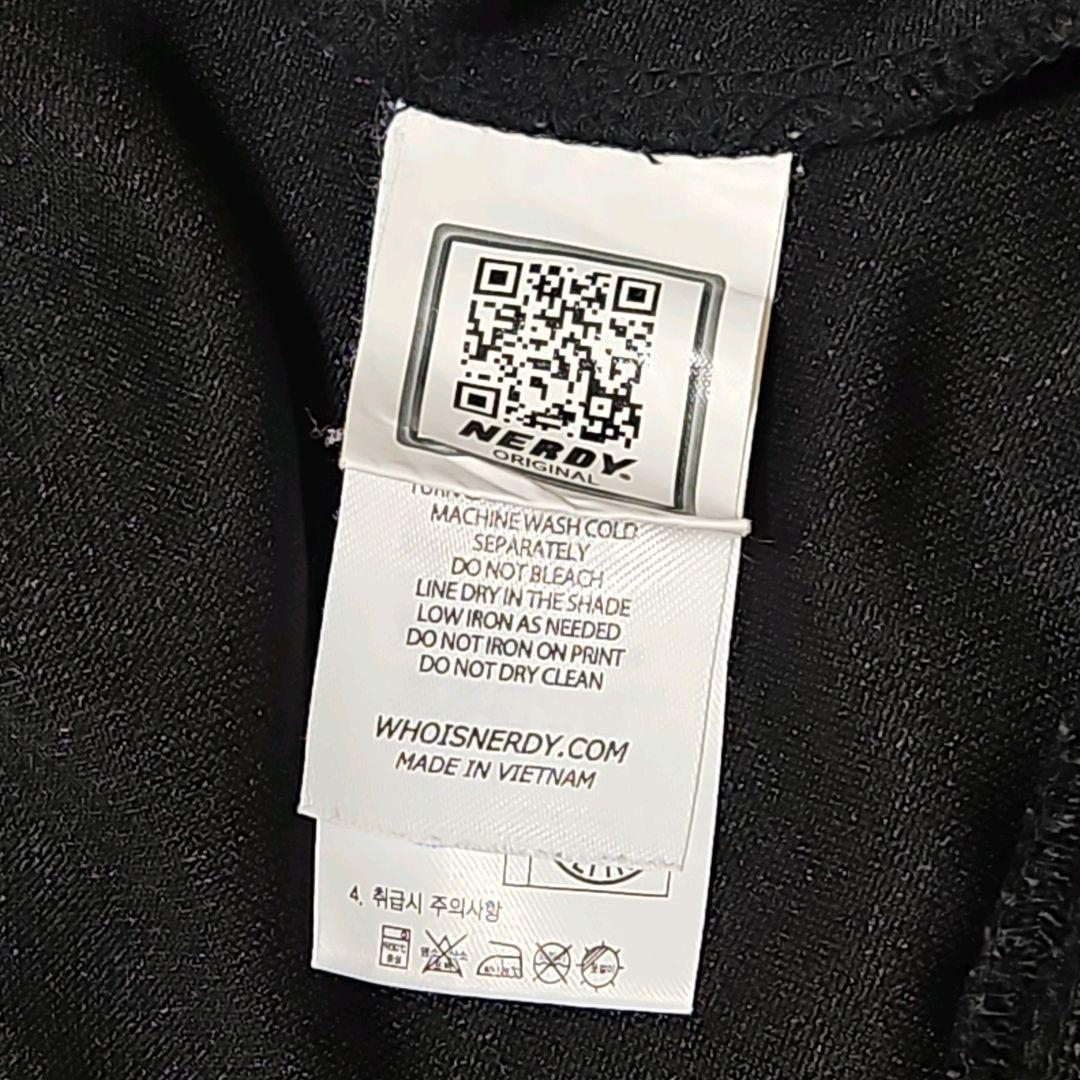 NERDY.
ORIGINAL
MACHINE WASH COLD
SEPARATELY
DO NOT BLEACH
LINE DRY IN THE SHADE
LOW IRON AS NEEDED
DO NOT IRON ON PRINT
DO NOT DRY CLEAN
WHOISNERDY.COM
MADE IN VIETNAM
4. 취급시 주의사항